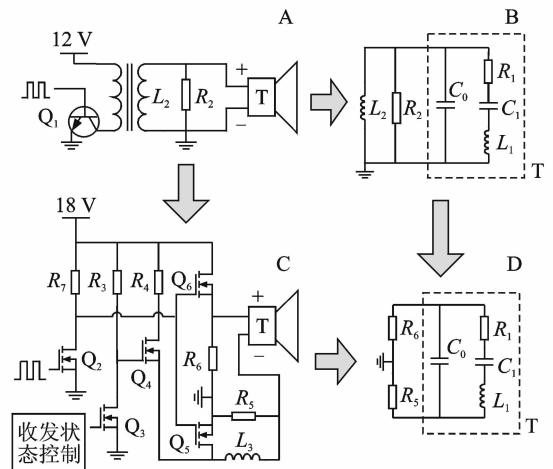 A
12 V
Q1
L2
R2
+
T
−
B
L2
R2
C0
R1
C1
L1
T
18 V
C
R7
R3
R4
Q6
+
T
−
Q2
Q4
R6
Q3
Q5
R5
L3
收发状
态控制
D
R6
R5
C0
R1
C1
L1
T